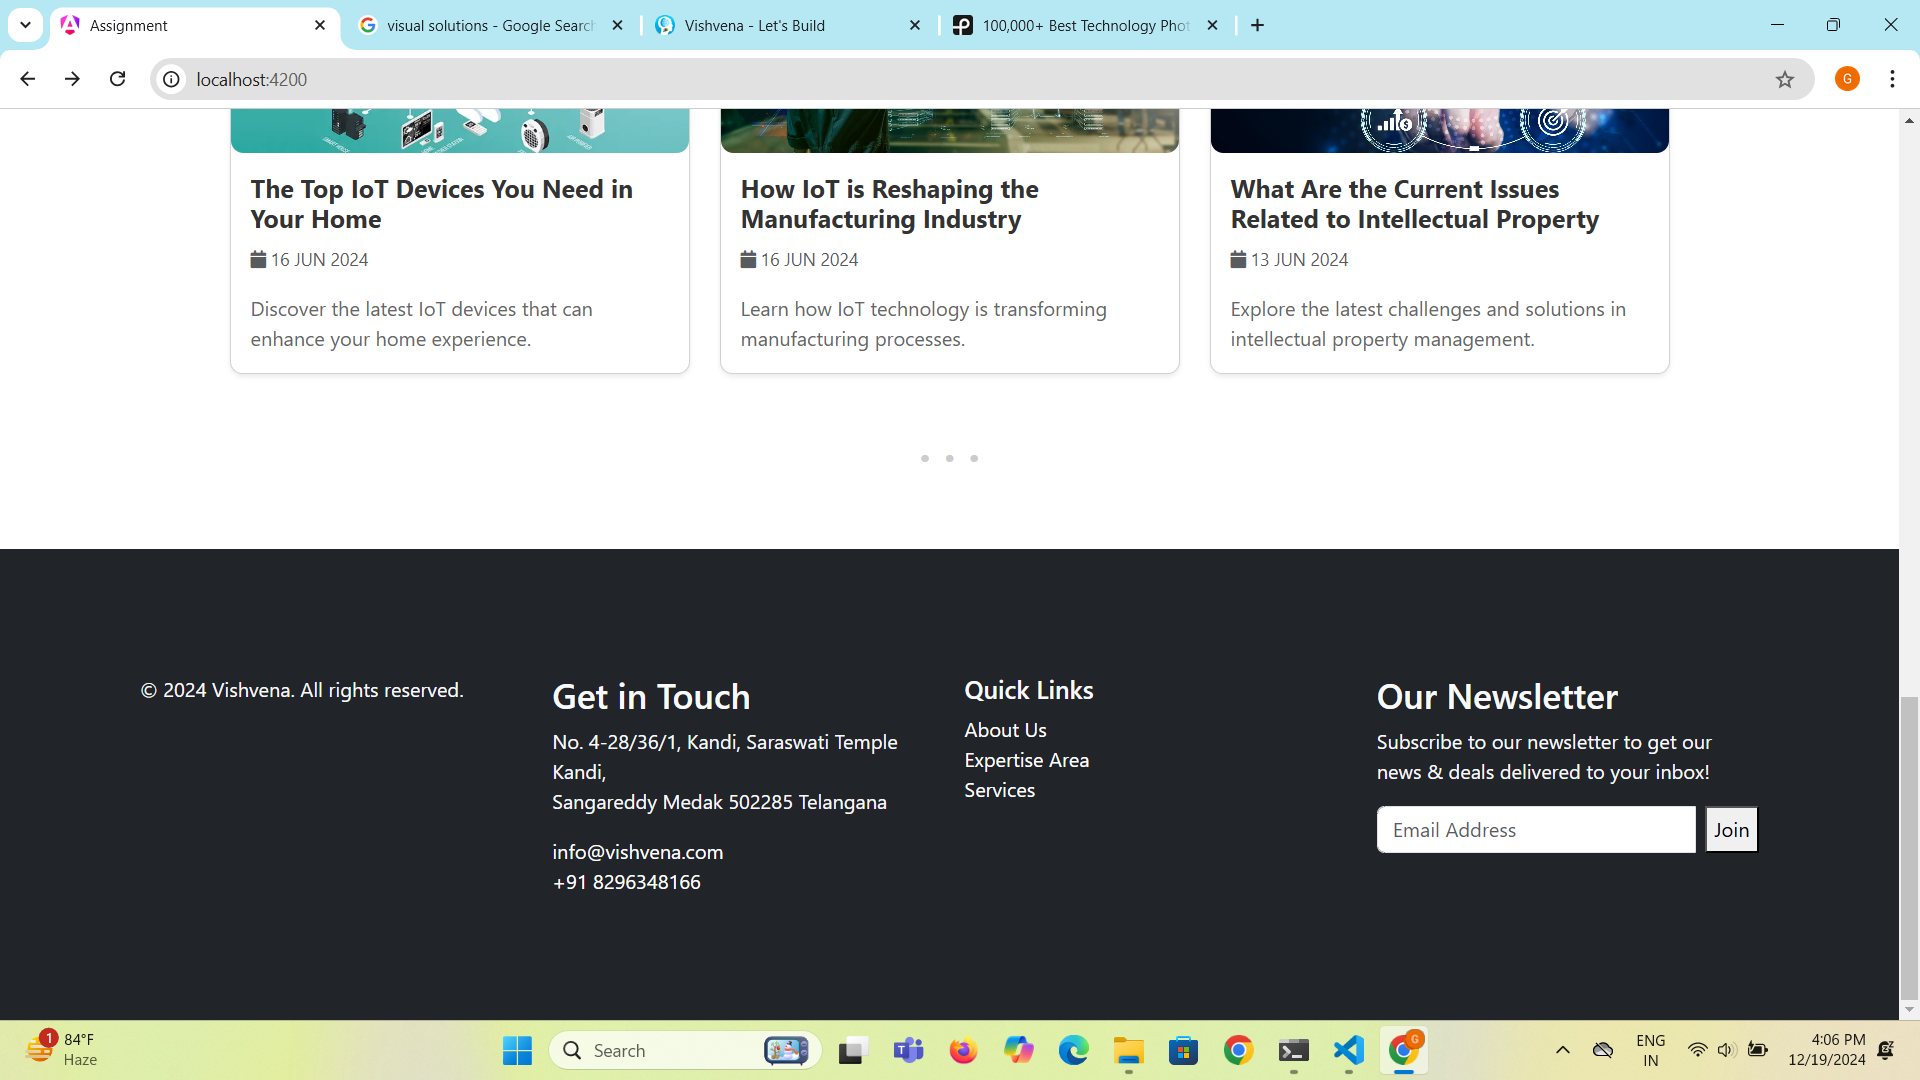 Assignment
visual solutions - Google Search
Vishvena - Let's Build
100,000+ Best Technology Phot
localhost:4200
G
The Top IoT Devices You Need in
Your Home
16 JUN 2024
Discover the latest IoT devices that can
enhance your home experience.
How IoT is Reshaping the
Manufacturing Industry
16 JUN 2024
Learn how IoT technology is transforming
manufacturing processes.
What Are the Current Issues
Related to Intellectual Property
13 JUN 2024
Explore the latest challenges and solutions in
intellectual property management.
© 2024 Vishvena. All rights reserved.
Get in Touch
No. 4-28/36/1, Kandi, Saraswati Temple
Kandi,
Sangareddy Medak 502285 Telangana
info@vishvena.com
+91 8296348166
Quick Links
About Us
Expertise Area
Services
Our Newsletter
Subscribe to our newsletter to get our
news & deals delivered to your inbox!
Email Address
Join
1
84°F
Haze
Search
G
ENG
IN
4:06 PM
12/19/2024